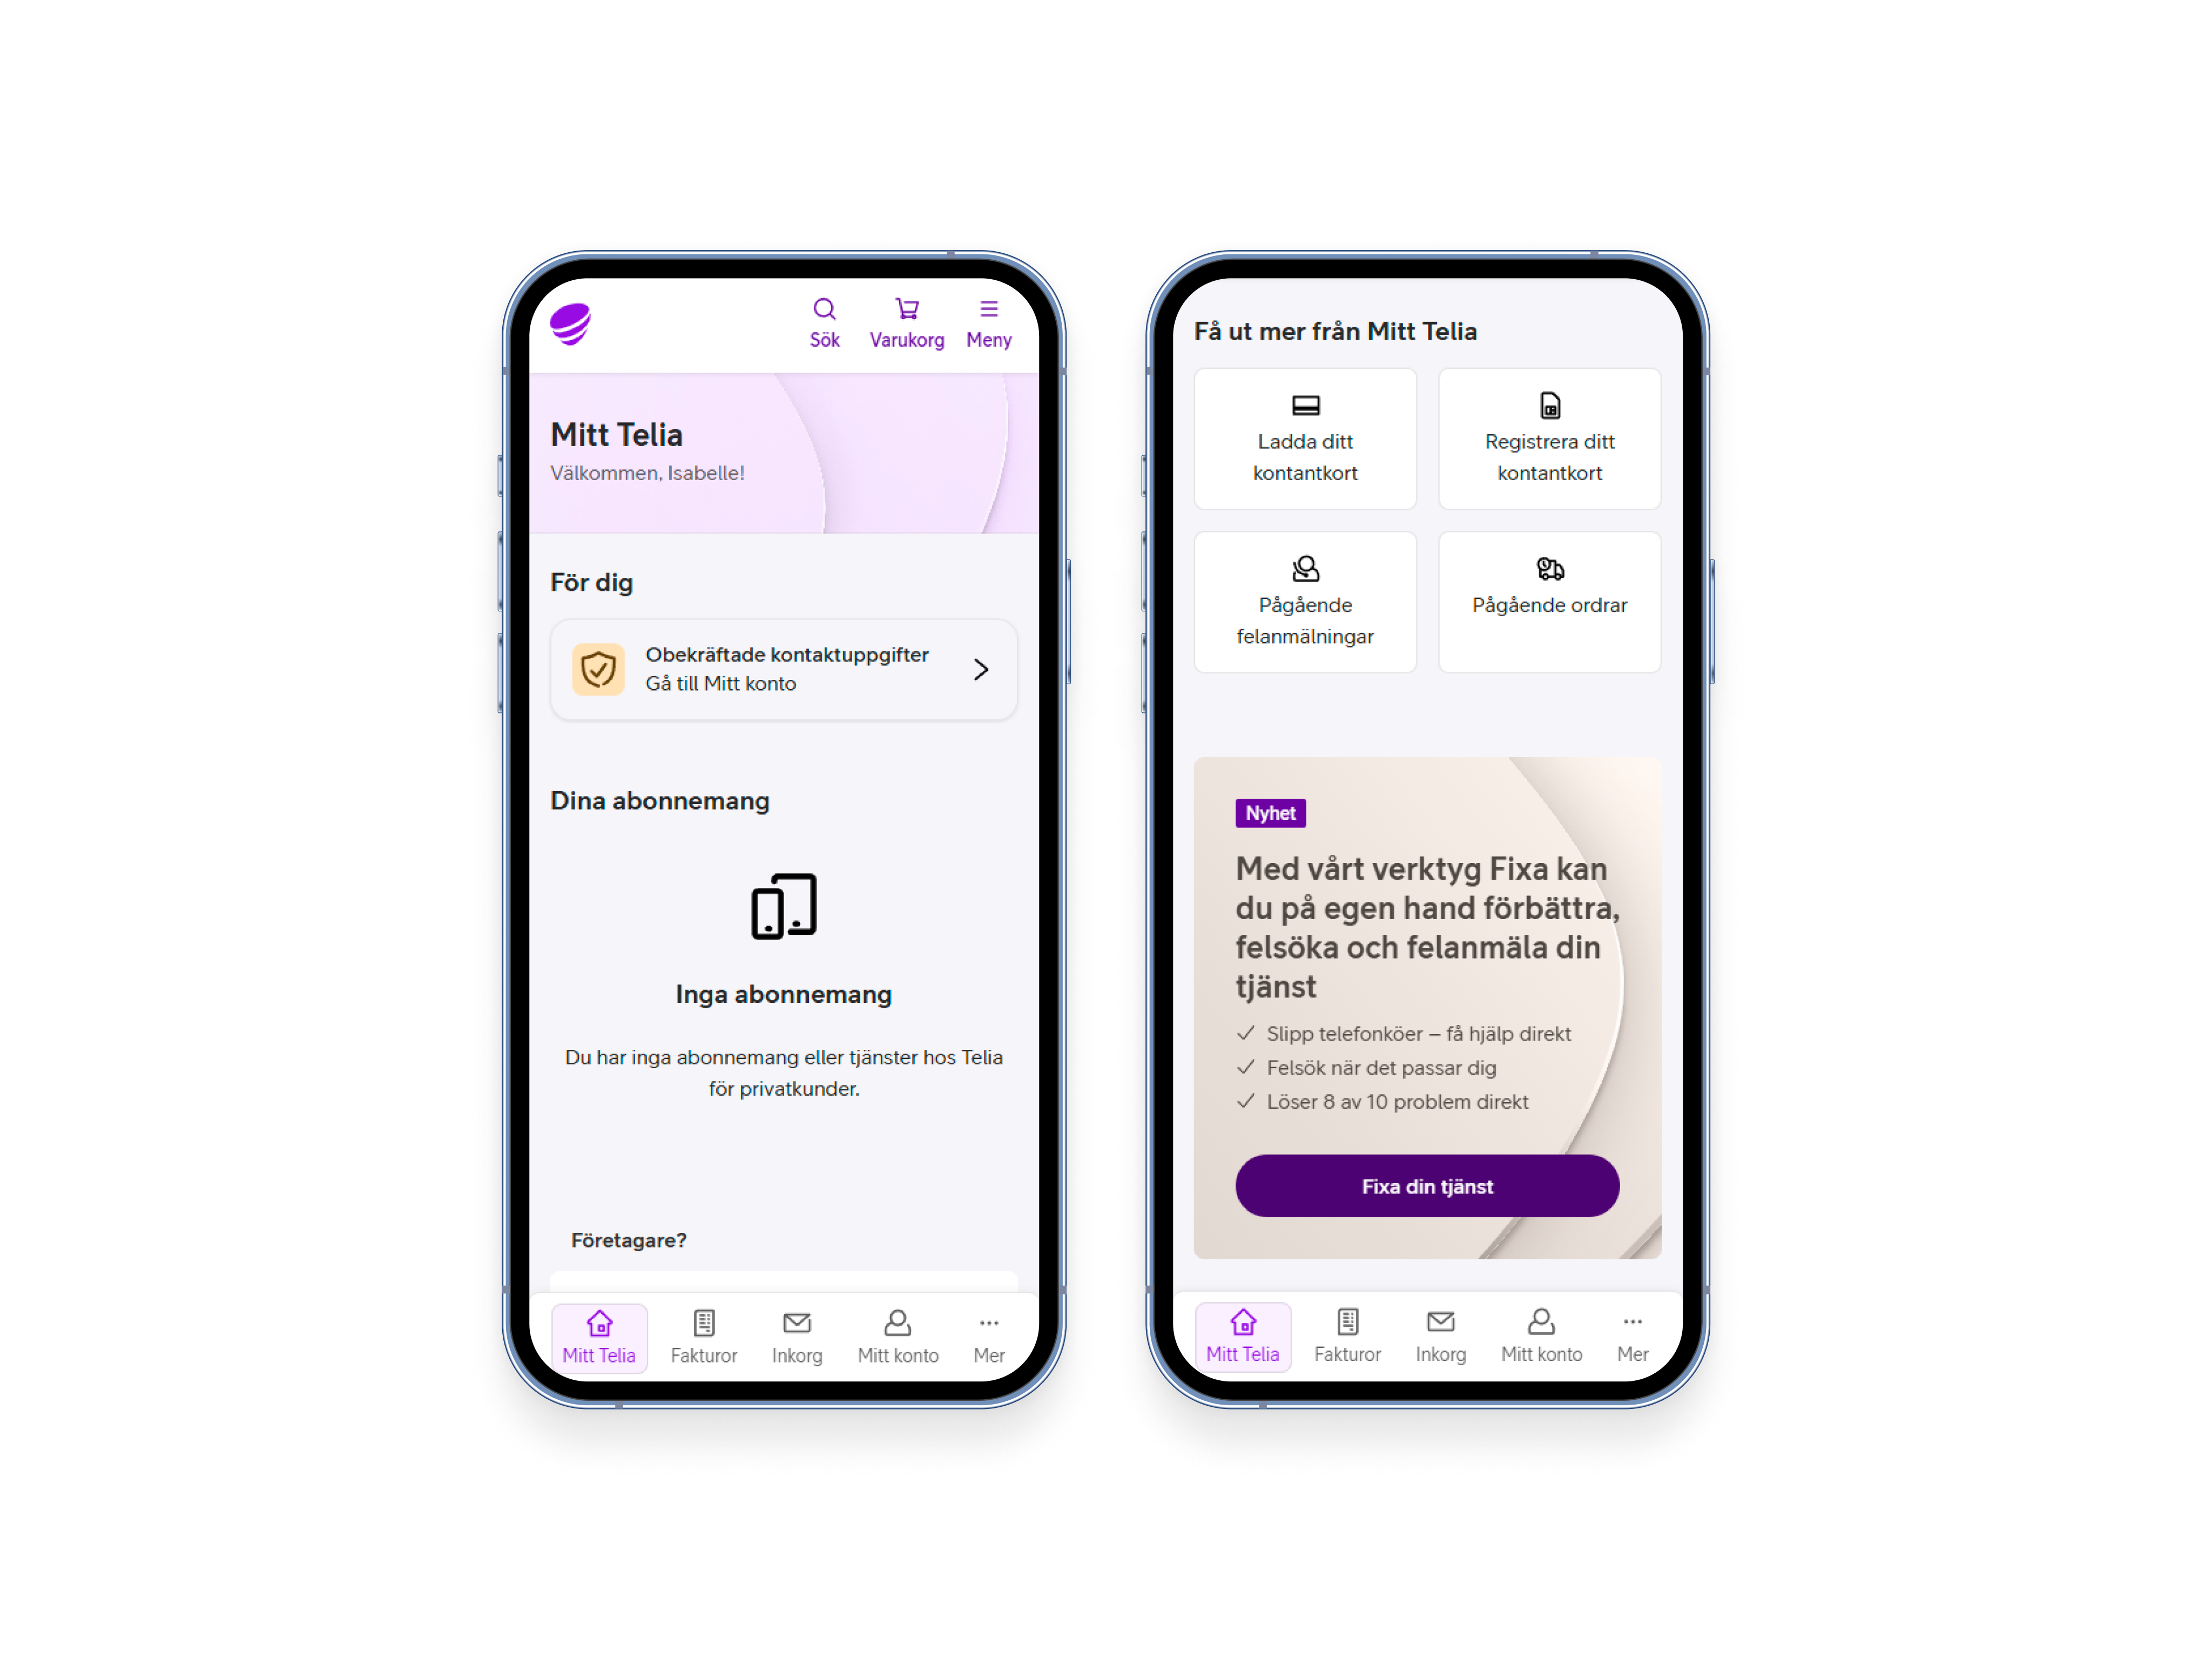 Sök
Varukorg
Meny
Mitt Telia
Välkommen, Isabelle!
För dig
Obekräftade kontaktuppgifter
Gå till Mitt konto
Dina abonnemang
Inga abonnemang
Du har inga abonnemang eller tjänster hos Telia
för privatkunder.
Företagare?
Mitt Telia
Fakturor
Inkorg
Mitt konto
Mer
Få ut mer från Mitt Telia
Ladda ditt
kontantkort
Registrera ditt
kontantkort
Pågående
felanmälningar
Pågående ordrar
Nyhet
Med vårt verktyg Fixa kan
du på egen hand förbättra,
felsöka och felanmäla din
tjänst
Slipp telefonköer – få hjälp direkt
Felsök när det passar dig
Löser 8 av 10 problem direkt
Fixa din tjänst
Mitt Telia
Fakturor
Inkorg
Mitt konto
Mer